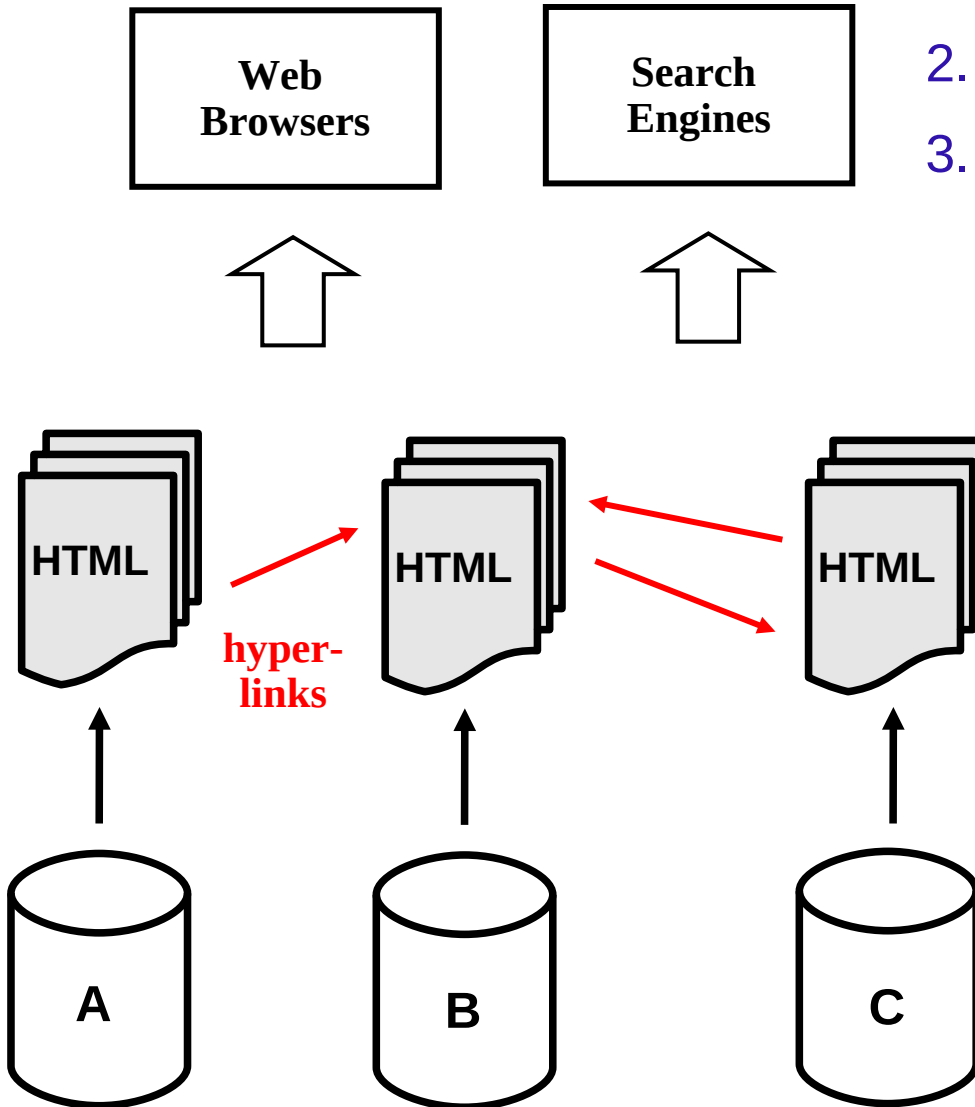 Web
Browsers
Search
Engines
2.
3.
HTML
HTML
HTML
hyper-
links
A
B
C